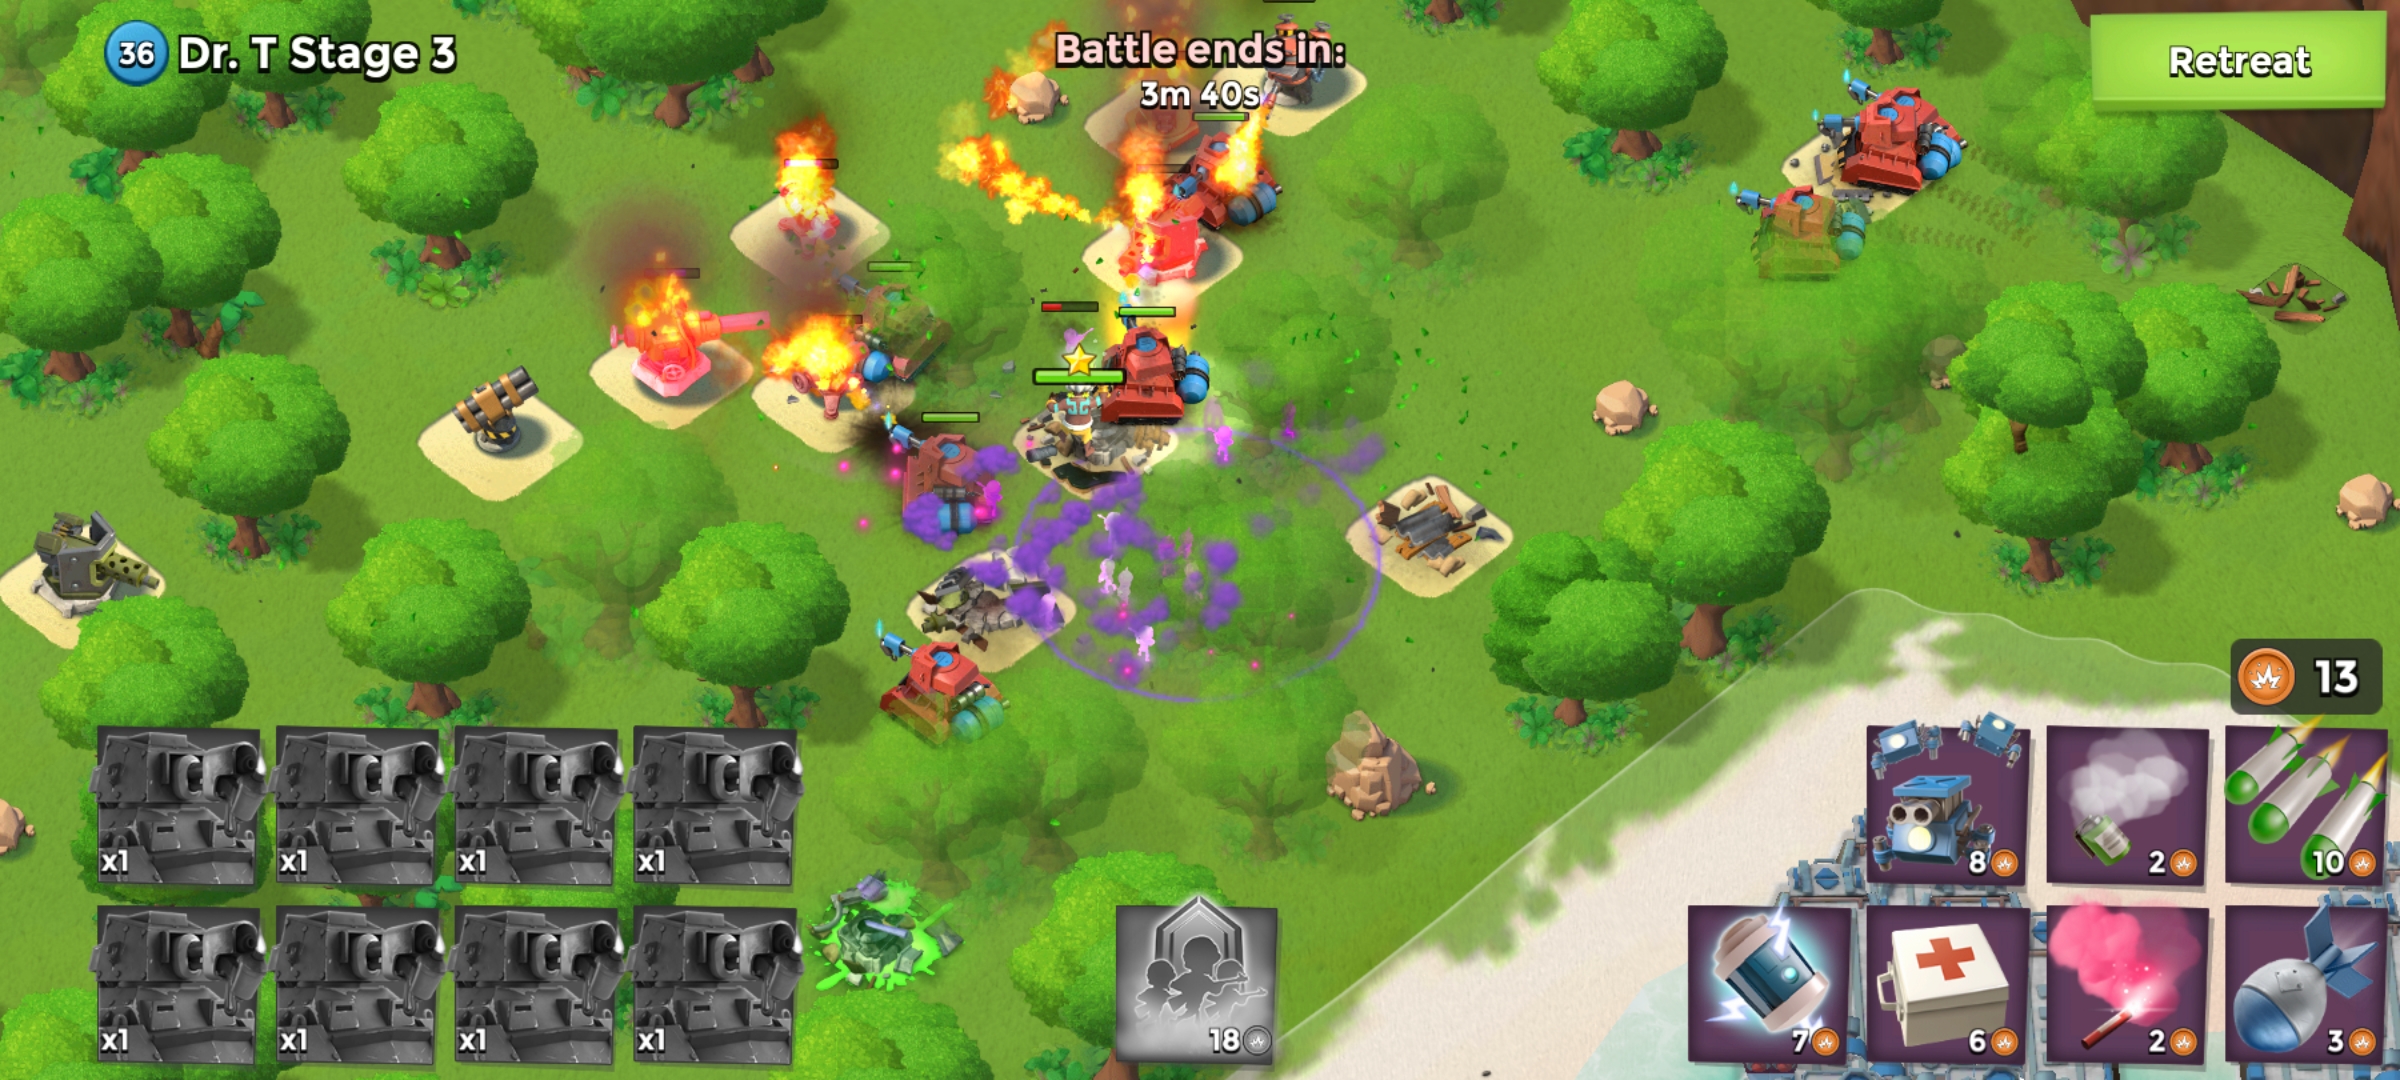 36 Dr. T Stage 3
Battle ends in:
3m 40s
Retreat
13
8
2
10
x1
x1
x1
x1
x1
x1
x1
x1
18
7
6
2
3